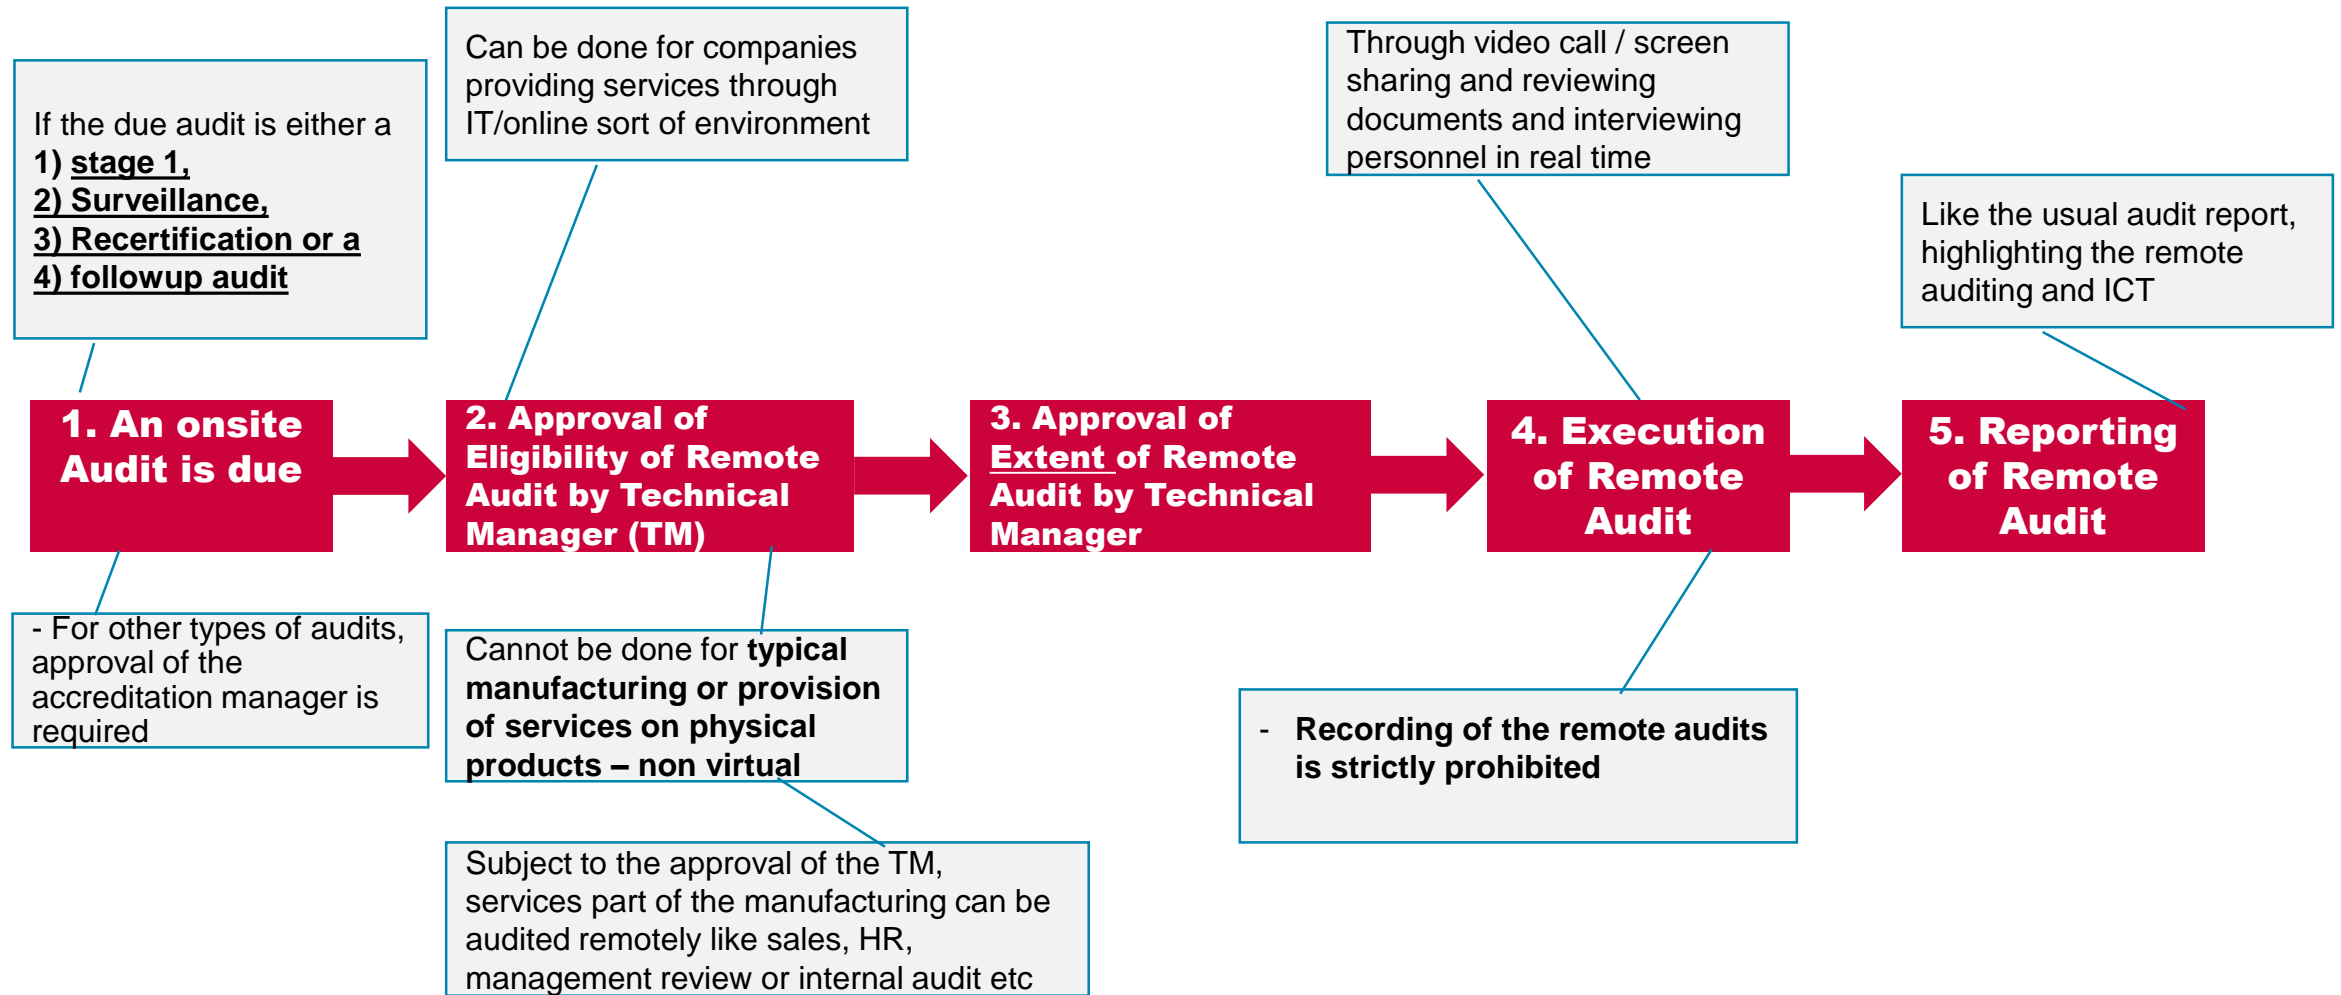 If the due audit is either a
1) stage 1,
2) Surveillance,
3) Recertification or a
4) followup audit
Can be done for companies
providing services through
IT/online sort of environment
Through video call / screen
sharing and reviewing
documents and interviewing
personnel in real time
Like the usual audit report,
highlighting the remote
auditing and ICT
1. An onsite
Audit is due
2. Approval of
Eligibility of Remote
Audit by Technical
Manager (TM)
3. Approval of
Extent of Remote
Audit by Technical
Manager
4. Execution
of Remote
Audit
5. Reporting
of Remote
Audit
- For other types of audits,
approval of the
accreditation manager is
required
Cannot be done for typical
manufacturing or provision
of services on physical
products – non virtual
- Recording of the remote audits
is strictly prohibited
Subject to the approval of the TM,
services part of the manufacturing can be
audited remotely like sales, HR,
management review or internal audit etc